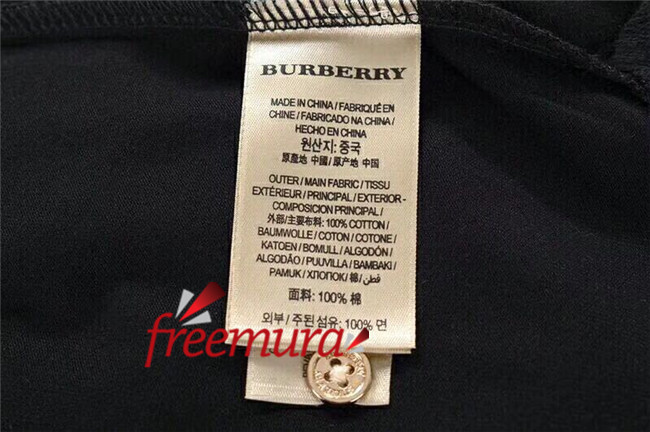 BURBERRY
MADE IN CHINA / FABRIQUÉ EN
CHINE / FABRICADO NA CHINA /
HECHO EN CHINA
원산지: 중국
原產地 中國 / 原产地 中国
OUTER / MAIN FABRIC / TISSU
EXTÉRIEUR / PRINCIPAL / EXTERIOR -
COMPOSICION PRINCIPAL /
外部/主要布料: 100% COTTON /
BAUMWOLLE / COTON / COTONE /
KATOEN / BOMULL / ALGODÓN /
ALGODÃO / PUUVILLA / BAMBAKI /
PAMUK / ХЛОПОК / 棉 / قطن /
面料: 100% 棉
외부 / 주된 섬유: 100% 면
freemura